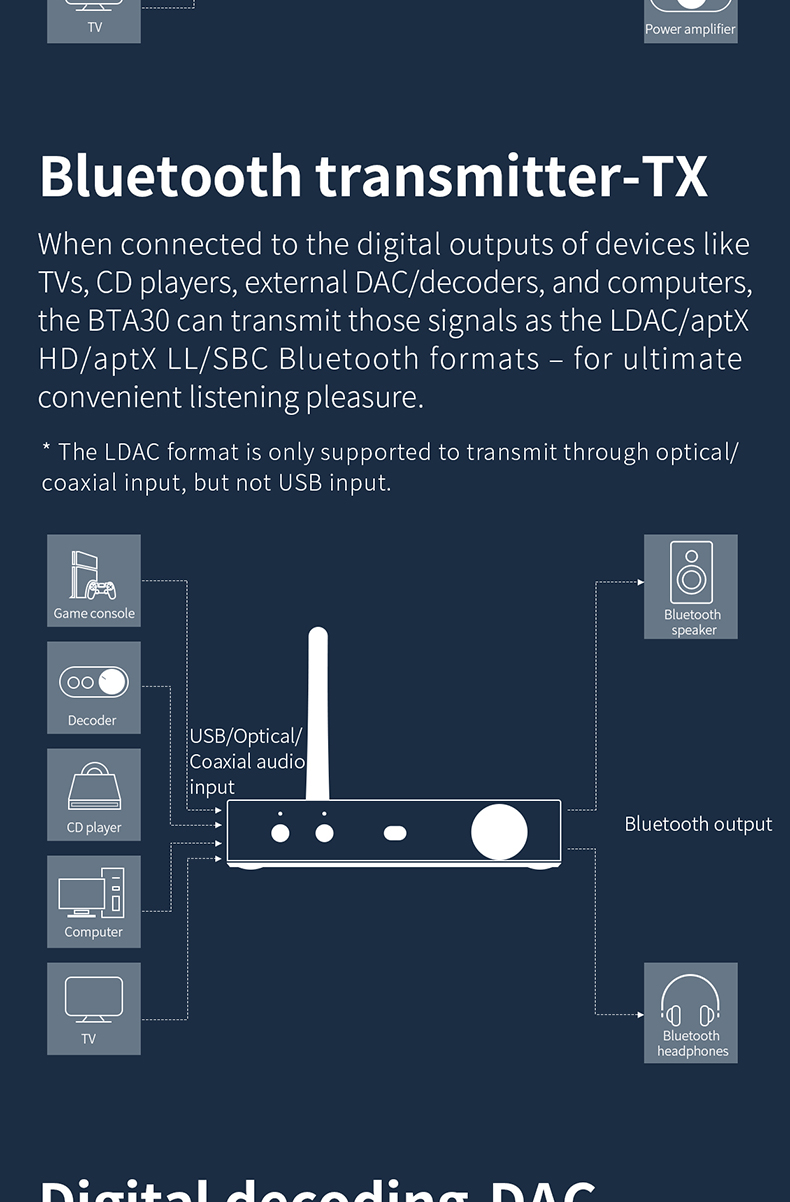 TV
Power amplifier
Bluetooth transmitter-TX
When connected to the digital outputs of devices like
TVs, CD players, external DAC/decoders, and computers,
the BTA30 can transmit those signals as the LDAC/aptX
HD/aptX LL/SBC Bluetooth formats – for ultimate
convenient listening pleasure.
* The LDAC format is only supported to transmit through optical/
coaxial input, but not USB input.
Game console
Decoder
CD player
Computer
TV
USB/Optical/
Coaxial audio
input
Bluetooth
speaker
Bluetooth output
Bluetooth
headphones
Digital decoding-DAC